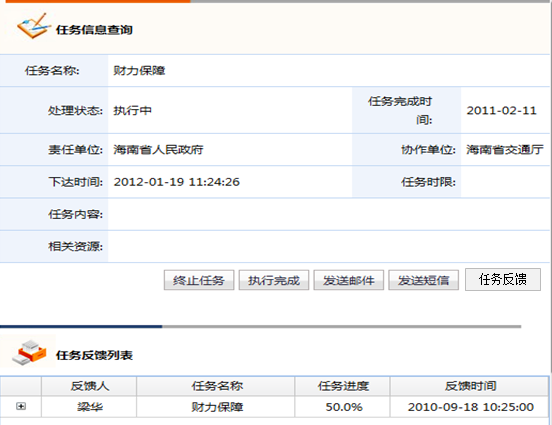 任务信息查询
任务名称: 财力保障
处理状态: 执行中 任务完成时间: 2011-02-11
责任单位: 海南省人民政府 协作单位: 海南省交通厅
下达时间: 2012-01-19 11:24:26 任务时限:
任务内容:
相关资源:
终止任务 执行完成 发送邮件 发送短信 任务反馈
任务反馈列表
反馈人 任务名称 任务进度 反馈时间
梁华 财力保障 50.0% 2010-09-18 10:25:00